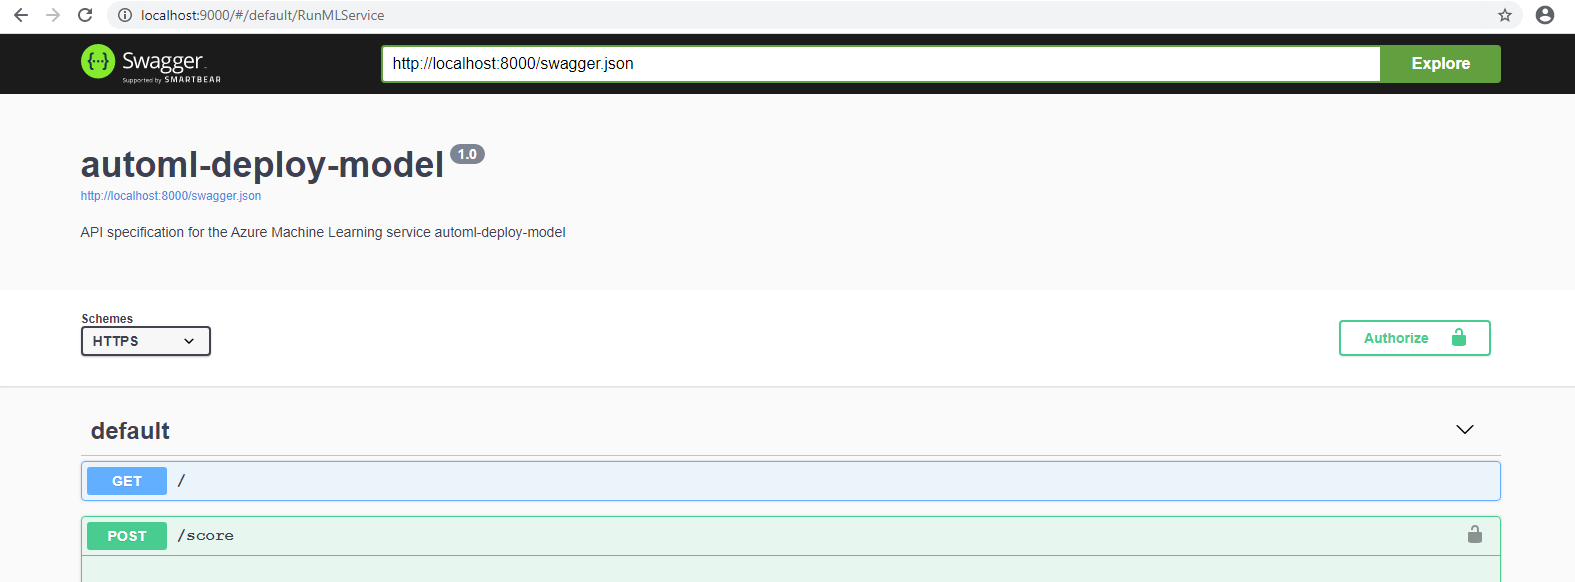 localhost:9000/#/default/RunMLService
{···} Swagger
Supported by SMARTBEAR
http://localhost:8000/swagger.json
Explore
automl-deploy-model 1.0
http://localhost:8000/swagger.json
API specification for the Azure Machine Learning service automl-deploy-model
Schemes
HTTPS
Authorize
default
GET /
POST /score